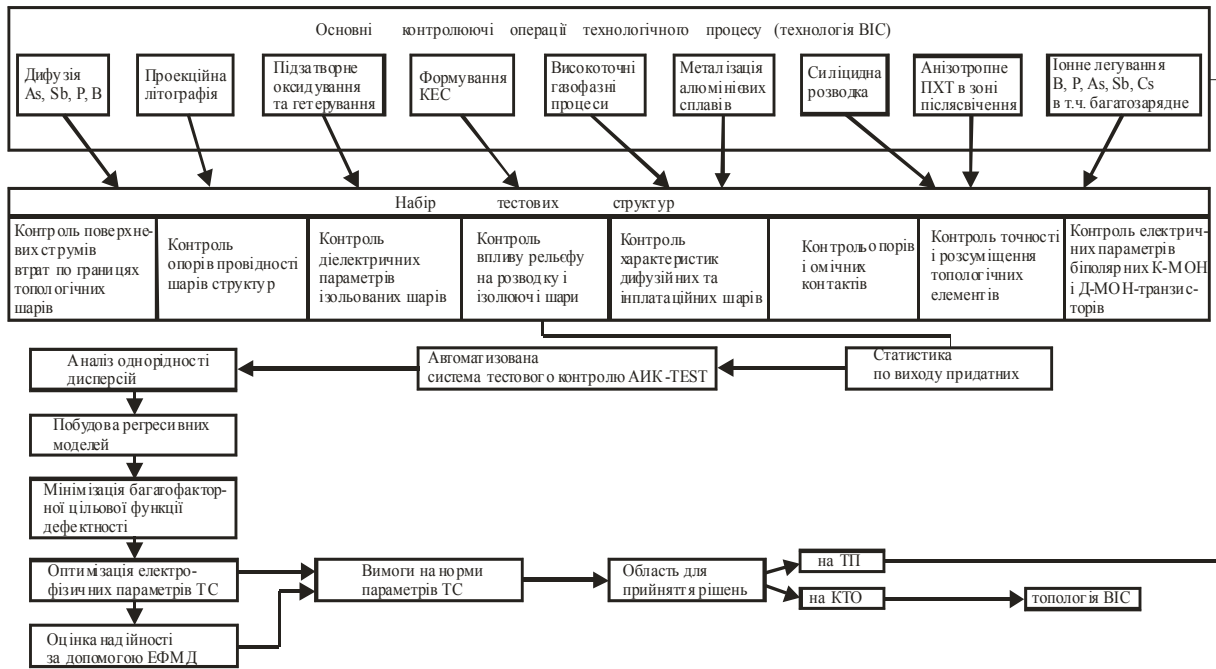 Основні контролюючі операції технологічного процесу (технологія ВІС)
Дифузія
As, Sb, P, B
Проекційна
літографія
Підзатворне
оксидування
та гетерування
Формування
КЕС
Високоточні
газофазні
процеси
Металізація
алюмінієвих
сплавів
Силіцидна
розводка
Анізотропне
ПХТ в зоні
післясвічення
Іонне легування
B, P, As, Sb, Cs
в т.ч. багатозарядне
Набір тестових структур
Контроль поверхне-
вих струмів
втрат по границях
топологічних
шарів
Контроль
опорів провідності
шарів структур
Контроль
діелектричних
параметрів
ізольованих шарів
Контроль
впливу рельєфу
на розводку і
ізолюючі шари
Контроль
характеристик
дифузійних та
інплатаційних шарів
Контроль опорів
і омічних
контактів
Контроль точності
і розсуміщення
топологічних
елементів
Контроль електрич-
них параметрів
біполярних К-МОН
і Д-МОН-транзис-
торів
Аналіз однорідності
дисперсій
Автоматизована
система тестового контролю АИК-TEST
Статистика
по виходу придатних
Побудова регресивних
моделей
Мінімізація багатофактор-
ної цільової функції
дефектності
Оптимізація електро-
фізичних параметрів ТС
Вимоги на норми
параметрів ТС
Область для
прийняття рішень
на ТП
на КТО
топологія ВІС
Оцінка надійності
за допомогою ЕФМД